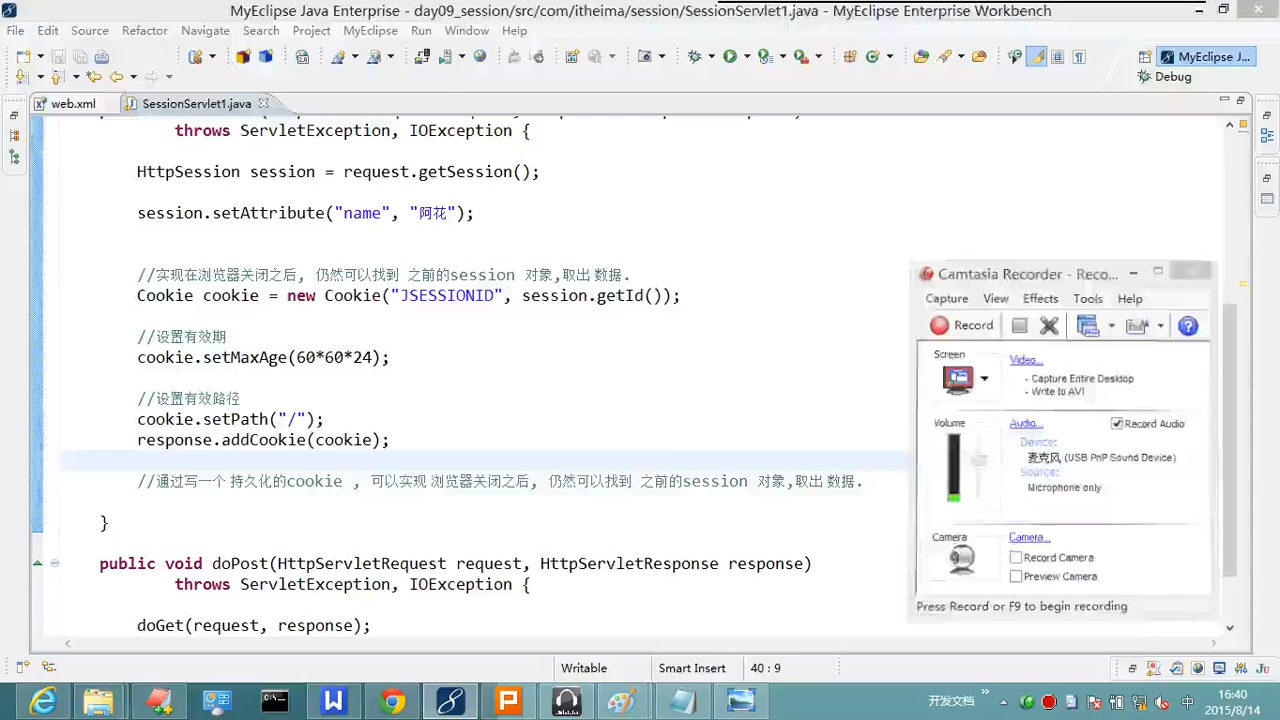 MyEclipse Java Enterprise - day09_session/src/com/itheima/session/SessionServlet1.java - MyEclipse Enterprise Workbench
File Edit Source Refactor Navigate Search Project MyEclipse Run Window Help
MyEclipse J...
Debug
web.xml SessionServlet1.java
throws ServletException, IOException {
HttpSession session = request.getSession();
session.setAttribute("name", "阿花");
//实现在浏览器关闭之后, 仍然可以找到 之前的session 对象,取出 数据.
Cookie cookie = new Cookie("JSESSIONID", session.getId());
//设置有效期
cookie.setMaxAge(60*60*24);
//设置有效路径
cookie.setPath("/");
response.addCookie(cookie);
//通过写一个 持久化的cookie , 可以实现 浏览器关闭之后, 仍然可以找到 之前的session 对象,取出 数据.
}
public void doPost(HttpServletRequest request, HttpServletResponse response)
throws ServletException, IOException {
doGet(request, response);
Camtasia Recorder - Reco...
Capture View Effects Tools Help
Record
Screen
Video...
- Capture Entire Desktop
- Write to AVI
Volume
Audio...
Record Audio
Device:
麦克风 (USB PnP Sound Device)
Source:
Microphone only
Camera
Camera...
Record Camera
Preview Camera
Press Record or F9 to begin recording
Writable Smart Insert 40 : 9
开发文档
中
16:40
2015/8/14